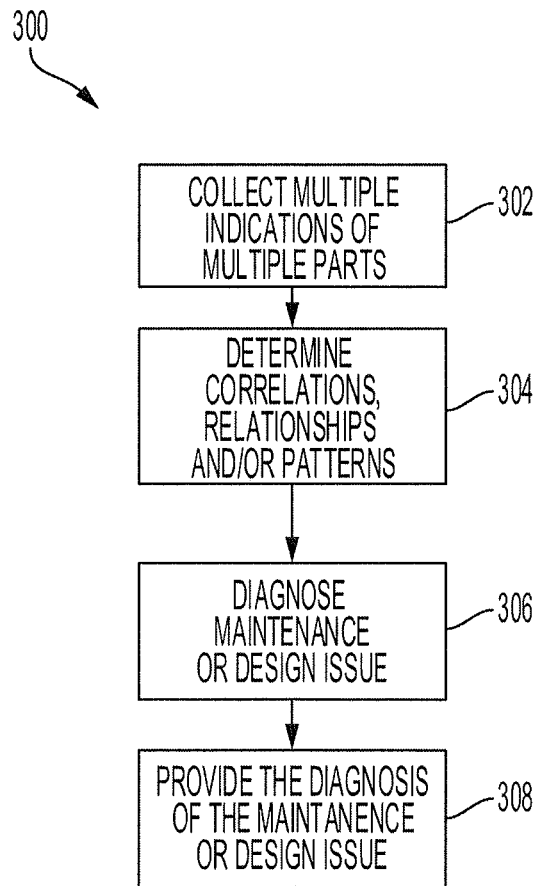 300
COLLECT MULTIPLE
INDICATIONS OF
MULTIPLE PARTS
302
DETERMINE
CORRELATIONS,
RELATIONSHIPS
AND/OR PATTERNS
304
DIAGNOSE
MAINTENANCE
OR DESIGN ISSUE
306
PROVIDE THE DIAGNOSIS
OF THE MAINTANENCE
OR DESIGN ISSUE
308